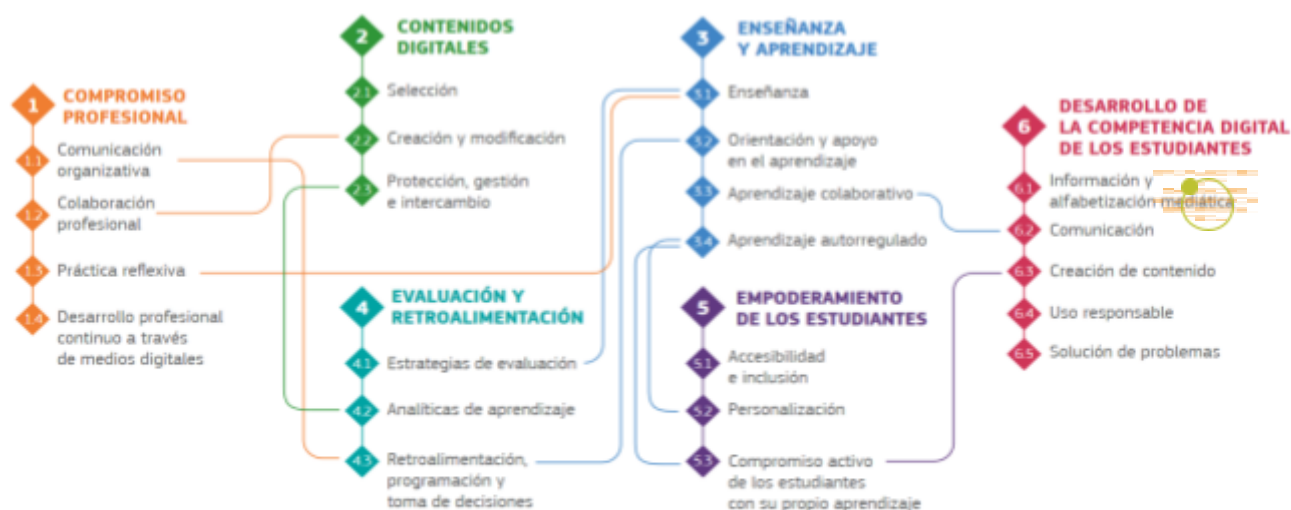 1
COMPROMISO
PROFESIONAL
1.1
Comunicación
organizativa
1.2
Colaboración
profesional
1.3
Práctica reflexiva
1.4
Desarrollo profesional
continuo a través
de medios digitales
2
CONTENIDOS
DIGITALES
2.1
Selección
2.2
Creación y modificación
2.3
Protección, gestión
e intercambio
3
ENSEÑANZA
Y APRENDIZAJE
3.1
Enseñanza
3.2
Orientación y apoyo
en el aprendizaje
3.3
Aprendizaje colaborativo
3.4
Aprendizaje autorregulado
4
EVALUACIÓN Y
RETROALIMENTACIÓN
4.1
Estrategias de evaluación
4.2
Analíticas de aprendizaje
4.3
Retroalimentación,
programación y
toma de decisiones
5
EMPODERAMIENTO
DE LOS ESTUDIANTES
5.1
Accesibilidad
e inclusión
5.2
Personalización
5.3
Compromiso activo
de los estudiantes
con su propio aprendizaje
6
DESARROLLO DE
LA COMPETENCIA DIGITAL
DE LOS ESTUDIANTES
6.1
Información y
alfabetización mediática
6.2
Comunicación
6.3
Creación de contenido
6.4
Uso responsable
6.5
Solución de problemas